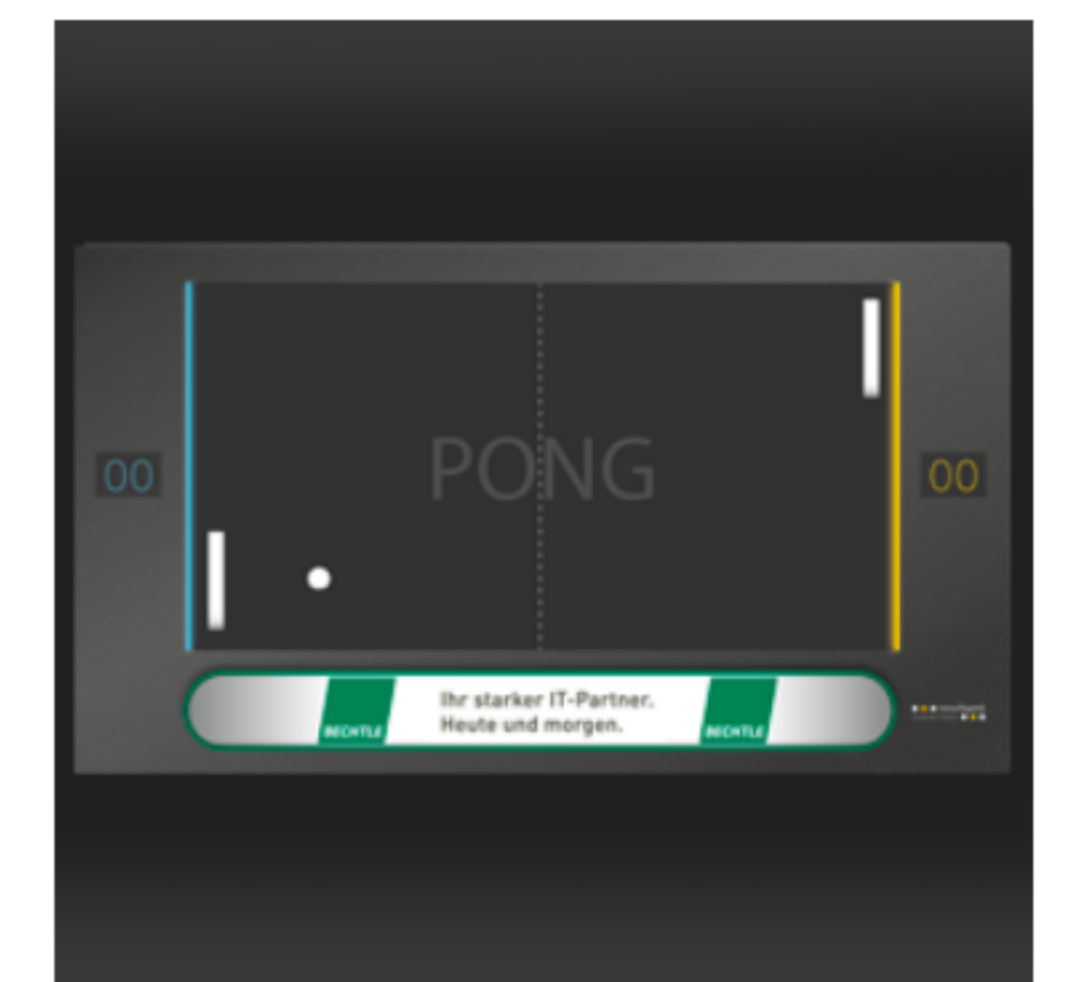 PONG
00
00
Ihr starker IT-Partner.
Heute und morgen.
BECHTLE
BECHTLE